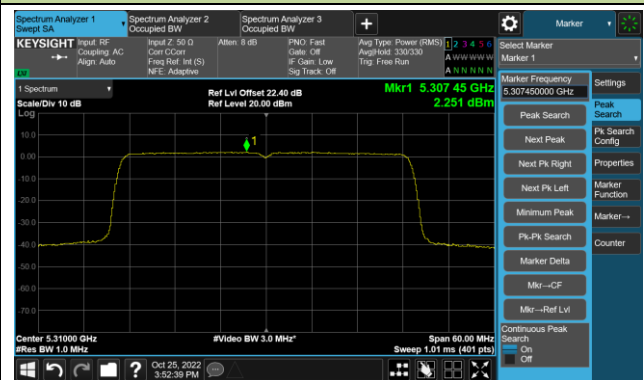 Spectrum Analyzer 1
Swept SA
Spectrum Analyzer 2
Occupied BW
Spectrum Analyzer 3
Occupied BW
Marker
KEYSIGHT
Input: RF
Coupling: AC
Align: Auto
Input Z: 50 Ω
Corr CCorr
Freq Ref: Int (S)
NFE: Adaptive
Atten: 8 dB
PNO: Fast
Gate: Off
IF Gain: Low
Sig Track: Off
Avg Type: Power (RMS)
Avg|Hold: 330/330
Trig: Free Run
1 2 3 4 5 6
A W W W W W
A N N N N N
Select Marker
Marker 1
1 Spectrum
Scale/Div 10 dB
Log
Ref Lvl Offset 22.40 dB
Ref Level 20.00 dBm
Mkr1 5.307 45 GHz
2.251 dBm
10.0
0.00
-10.0
-20.0
-30.0
-40.0
-50.0
-60.0
-70.0
1
Center 5.31000 GHz
#Res BW 1.0 MHz
#Video BW 3.0 MHz*
Span 60.00 MHz
Sweep 1.01 ms (401 pts)
Marker Frequency
5.307450000 GHz
Peak Search
Next Peak
Next Pk Right
Next Pk Left
Minimum Peak
Pk-Pk Search
Marker Delta
Mkr→CF
Mkr→Ref Lvl
Continuous Peak
Search
On
Off
Settings
Peak
Search
Pk Search
Config
Properties
Marker
Function
Marker→
Counter
Oct 25, 2022
3:52:39 PM